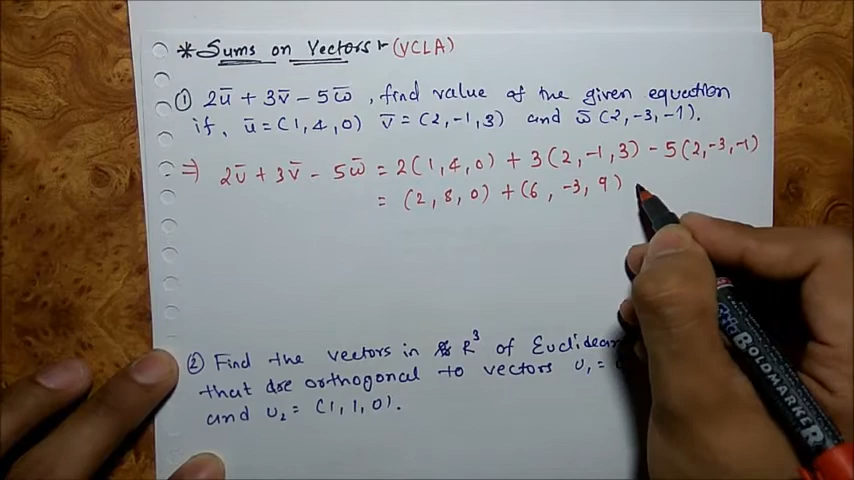 * Sums on Vectors :- (VCLA)
① 2ū + 3v̄ - 5w̄ , find value of the given equation
if, ū = (1, 4, 0) v̄ = (2, -1, 3) and w̄ (2, -3, -1).
⇒ 2ū + 3v̄ - 5w̄ = 2(1, 4, 0) + 3(2, -1, 3) - 5(2, -3, -1)
= (2, 8, 0) + (6, -3, 9)
② Find the vectors in R³ of Euclidean
that are orthogonal to vectors u₁ =
and u₂ = (1, 1, 0).
BOLDMARKER